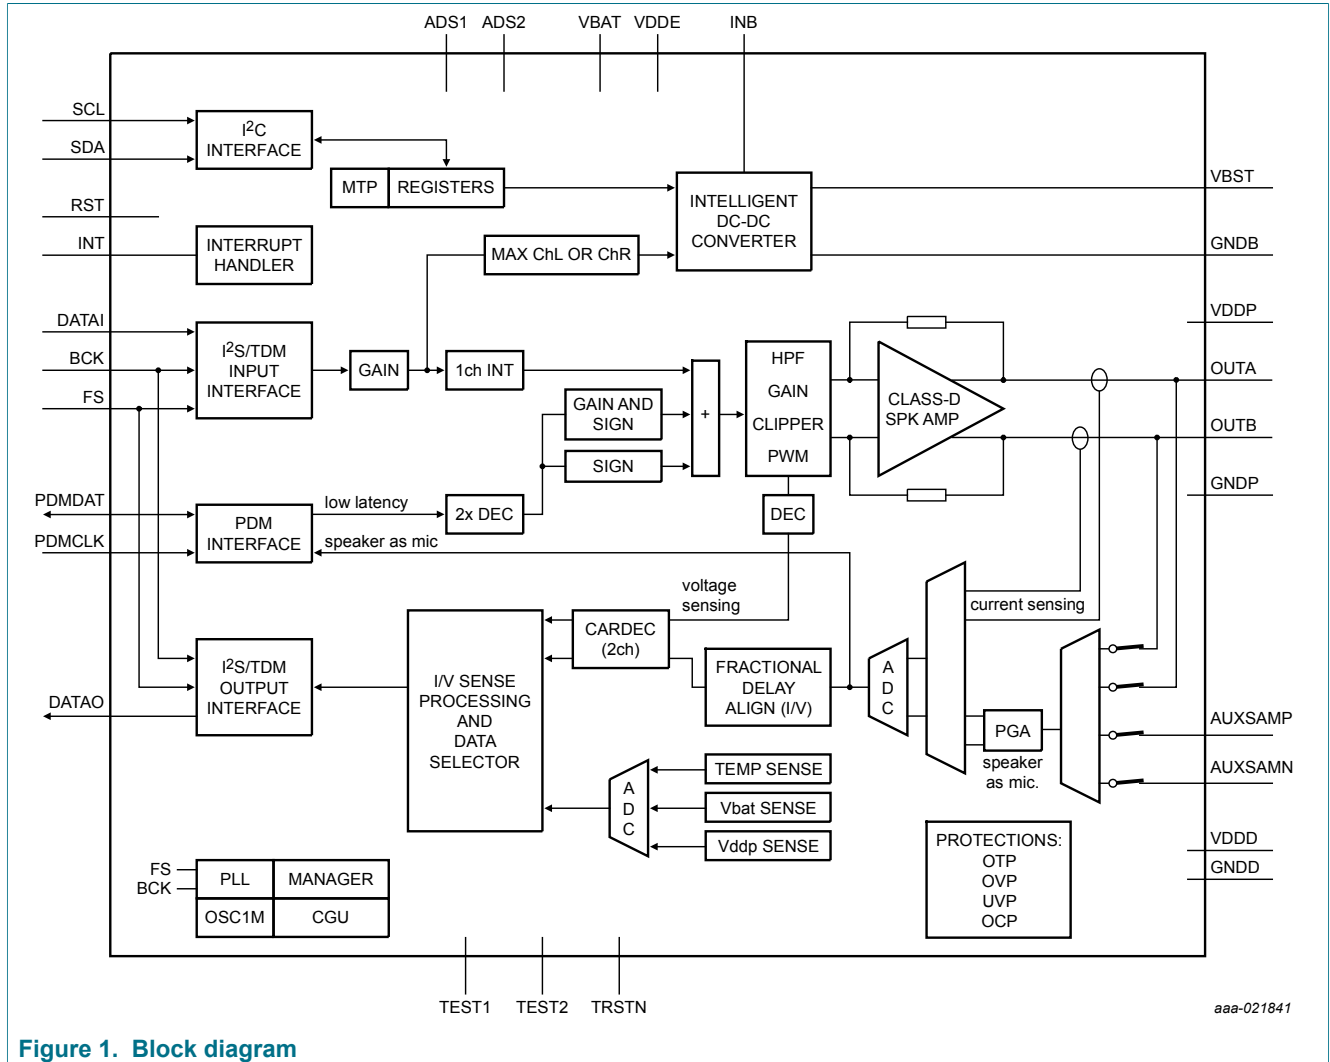 ADS1 ADS2 VBAT VDDE INB
SCL
SDA
RST
INT
DATAI
BCK
FS
PDMDAT
PDMCLK
DATAO
I2C
INTERFACE
MTP REGISTERS
INTERRUPT
HANDLER
MAX ChL OR ChR
INTELLIGENT
DC-DC
CONVERTER
VBST
GNDB
VDDP
OUTA
OUTB
GNDP
I2S/TDM
INPUT
INTERFACE
GAIN
1ch INT
GAIN AND
SIGN
SIGN
+
HPF
GAIN
CLIPPER
PWM
CLASS-D
SPK AMP
PDM
INTERFACE
low latency
speaker as mic
2x DEC
DEC
voltage
sensing
current sensing
I2S/TDM
OUTPUT
INTERFACE
I/V SENSE
PROCESSING
AND
DATA
SELECTOR
CARDEC
(2ch)
FRACTIONAL
DELAY
ALIGN (I/V)
A
D
C
PGA
speaker
as mic.
AUXSAMP
AUXSAMN
A
D
C
TEMP SENSE
Vbat SENSE
Vddp SENSE
PROTECTIONS:
OTP
OVP
UVP
OCP
VDDD
GNDD
FS
BCK
PLL MANAGER
OSC1M CGU
TEST1 TEST2 TRSTN
aaa-021841
Figure 1. Block diagram